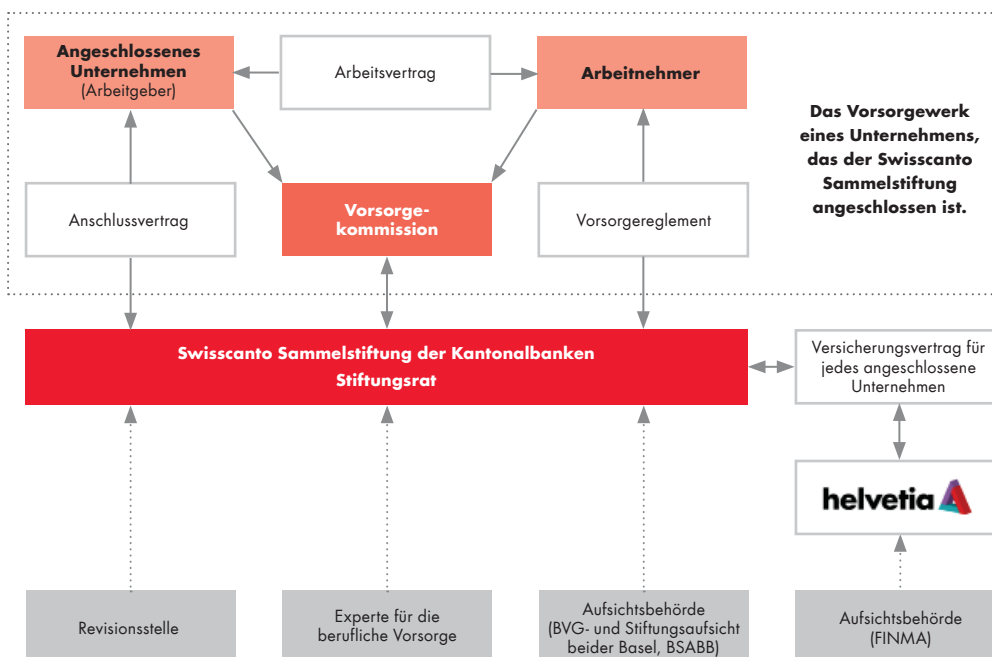 Angeschlossenes
Unternehmen
(Arbeitgeber)
Arbeitsvertrag
Arbeitnehmer
Das Vorsorgewerk
eines Unternehmens,
das der Swisscanto
Sammelstiftung
angeschlossen ist.
Anschlussvertrag
Vorsorge-
kommission
Vorsorgereglement
Swisscanto Sammelstiftung der Kantonalbanken
Stiftungsrat
Versicherungsvertrag für
jedes angeschlossene
Unternehmen
helvetia
Revisionsstelle
Experte für die
berufliche Vorsorge
Aufsichtsbehörde
(BVG- und Stiftungsaufsicht
beider Basel, BSABB)
Aufsichtsbehörde
(FINMA)